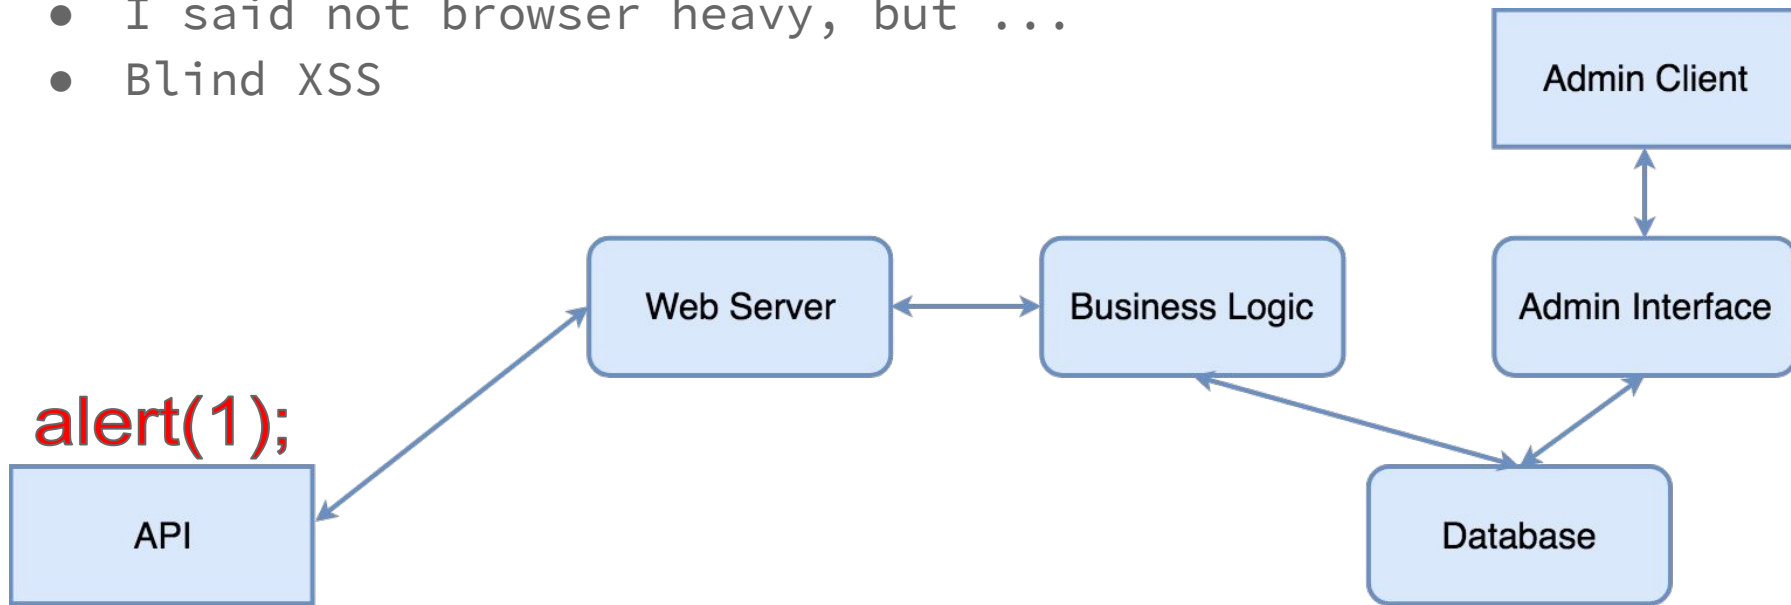 ● I said not browser heavy, but ...
● Blind XSS
Admin Client
Web Server
Business Logic
Admin Interface
alert(1);
API
Database